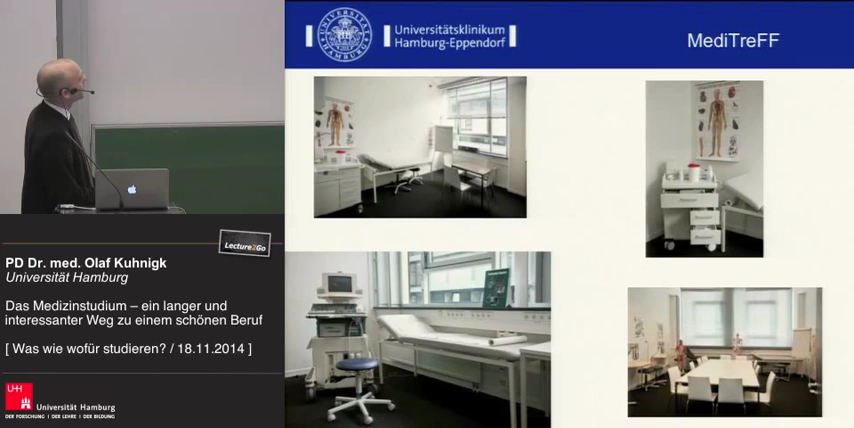 Lecture2Go
PD Dr. med. Olaf Kuhnigk
Universität Hamburg
Das Medizinstudium – ein langer und
interessanter Weg zu einem schönen Beruf
[ Was wie wofür studieren? / 18.11.2014 ]
UHH
Universität Hamburg
DER FORSCHUNG | DER LEHRE | DER BILDUNG
UNIVERSITÄT HAMBURG
Universitätsklinikum
Hamburg-Eppendorf
MediTreFF